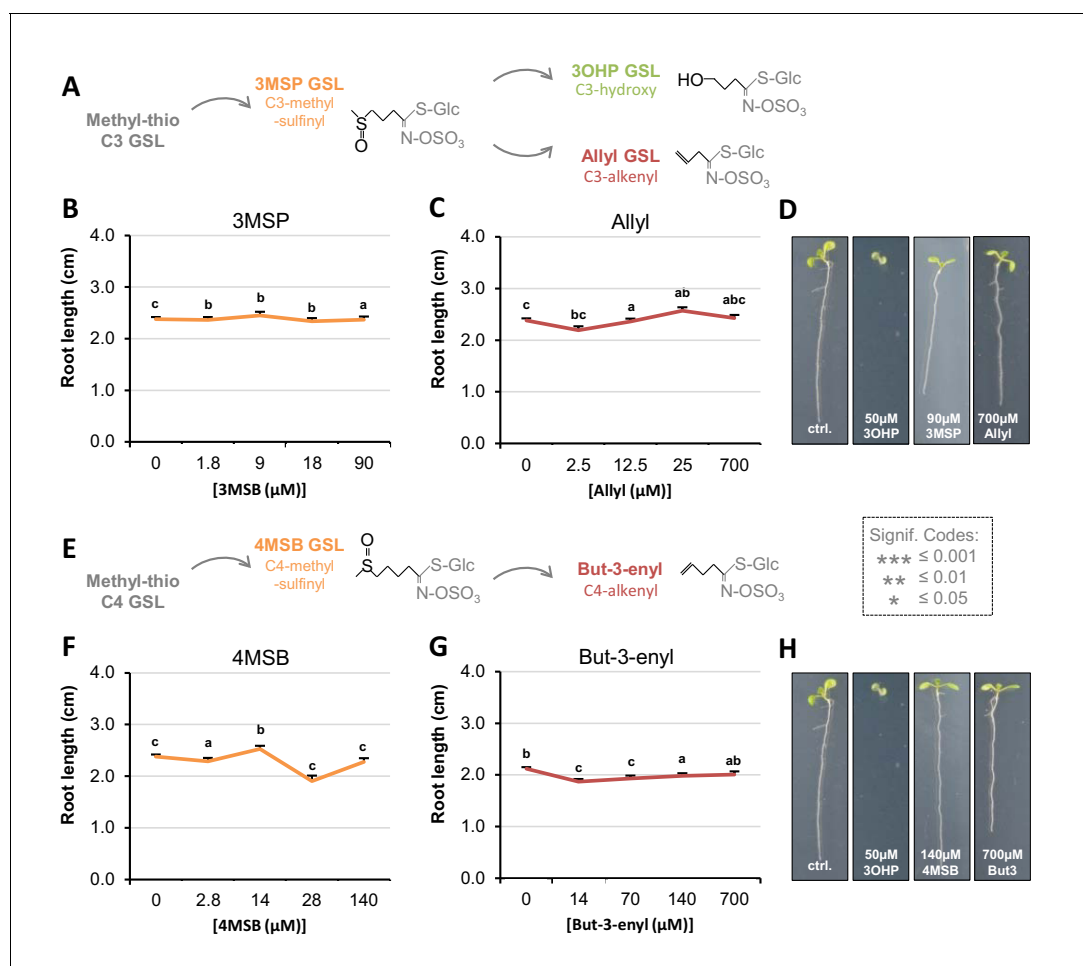 A
Methyl-thio
C3 GSL
3MSP GSL
C3-methyl
-sulfinyl
S
O
S-Glc
N-OSO3
3OHP GSL
C3-hydroxy
HO
S-Glc
N-OSO3
Allyl GSL
C3-alkenyl
S-Glc
N-OSO3
B
3MSP
Root length (cm)
4.0
3.0
2.0
1.0
0.0
c b b b a
0 1.8 9 18 90
[3MSB (µM)]
C
Allyl
Root length (cm)
4.0
3.0
2.0
1.0
0.0
c bc a ab abc
0 2.5 12.5 25 700
[Allyl (µM)]
D
ctrl.
50µM
3OHP
90µM
3MSP
700µM
Allyl
E
Methyl-thio
C4 GSL
4MSB GSL
C4-methyl
-sulfinyl
O
S
S-Glc
N-OSO3
But-3-enyl
C4-alkenyl
S-Glc
N-OSO3
Signif. Codes:
*** ≤ 0.001
** ≤ 0.01
* ≤ 0.05
F
4MSB
Root length (cm)
4.0
3.0
2.0
1.0
0.0
c a b c c
0 2.8 14 28 140
[4MSB (µM)]
G
But-3-enyl
Root length (cm)
4.0
3.0
2.0
1.0
0.0
b c c a ab
0 14 70 140 700
[But-3-enyl (µM)]
H
ctrl.
50µM
3OHP
140µM
4MSB
700µM
But3